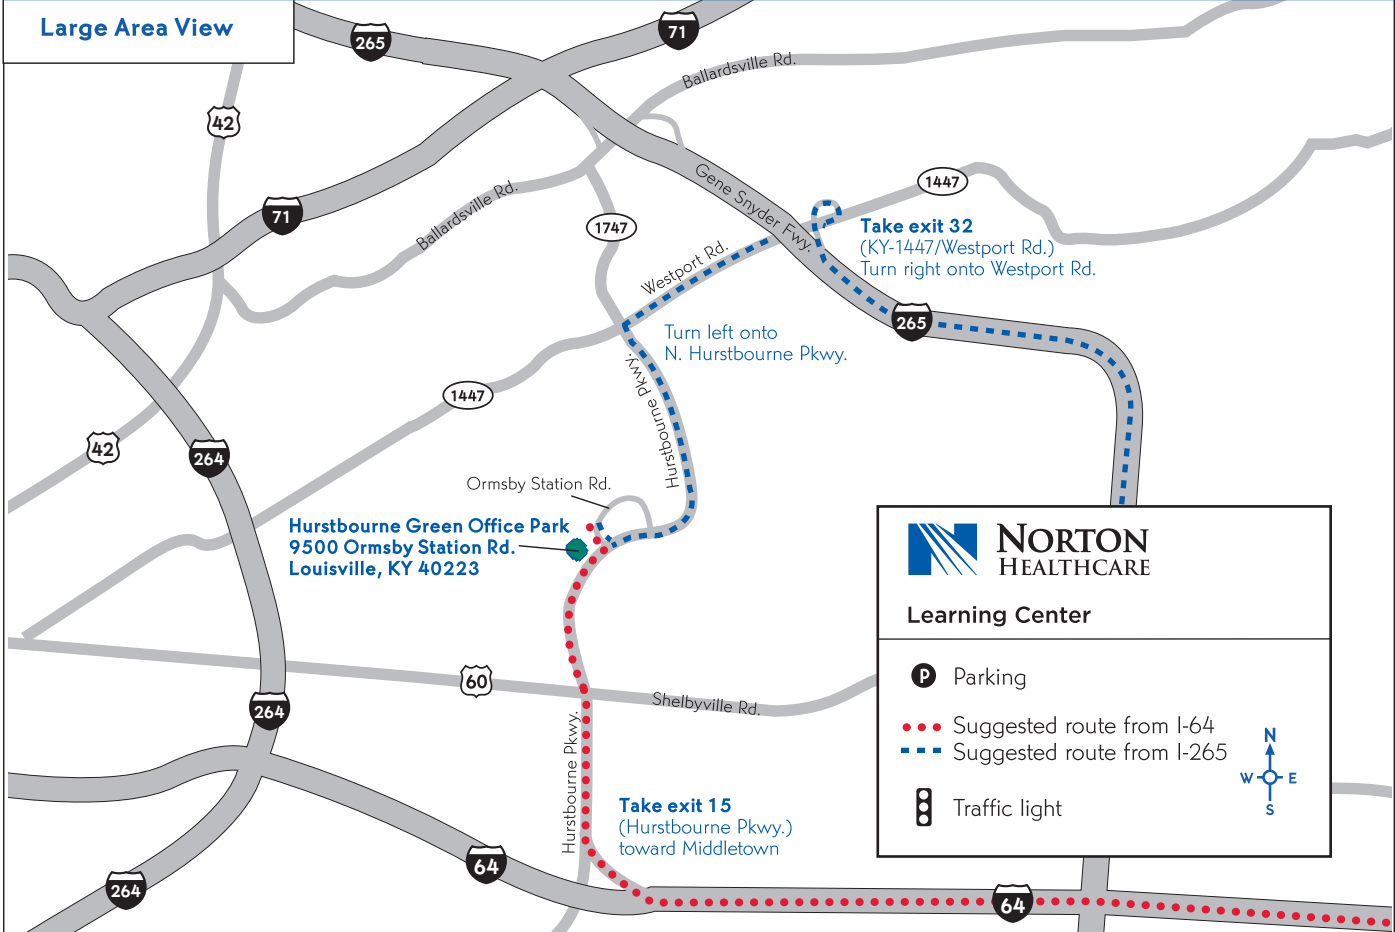 Large Area View
265
71
Ballardsville Rd.
42
71
Ballardsville Rd.
1747
Gene Snyder Fwy.
1447
Westport Rd.
Take exit 32
(KY-1447/Westport Rd.)
Turn right onto Westport Rd.
265
Turn left onto
N. Hurstbourne Pkwy.
Hurstbourne Pkwy.
1447
42
264
Ormsby Station Rd.
Hurstbourne Green Office Park
9500 Ormsby Station Rd.
Louisville, KY 40223
NORTON
HEALTHCARE
Learning Center
P Parking
Suggested route from I-64
Suggested route from I-265
Traffic light
N
W E
S
60
Shelbyville Rd.
264
Hurstbourne Pkwy.
Take exit 15
(Hurstbourne Pkwy.)
toward Middletown
64
264
64